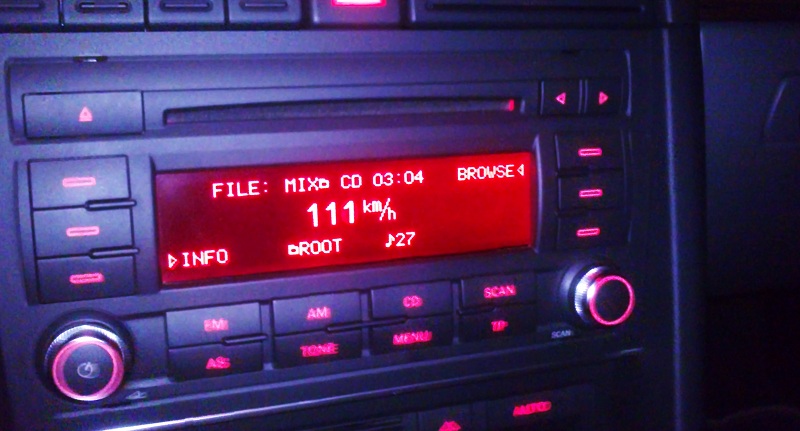 FILE: MIX CD 03:04 BROWSE
111 km/h
INFO ROOT 27
FM AM CD SCAN
AS TONE MENU TP
SCAN
AUTO